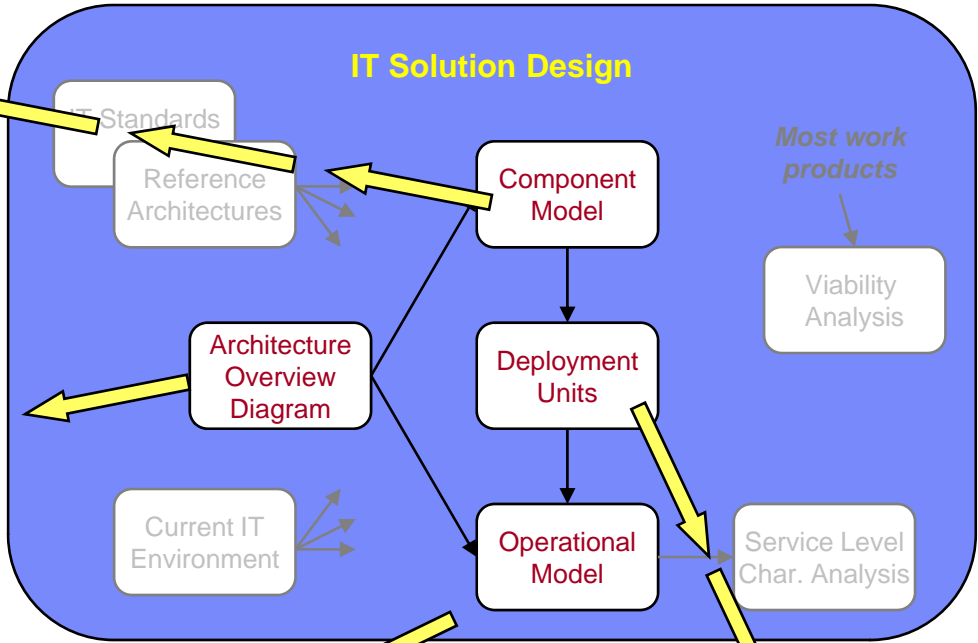 IT Solution Design
IT Standards
Reference
Architectures
Component
Model
Most work
products
Viability
Analysis
Architecture
Overview
Diagram
Deployment
Units
Current IT
Environment
Operational
Model
Service Level
Char. Analysis